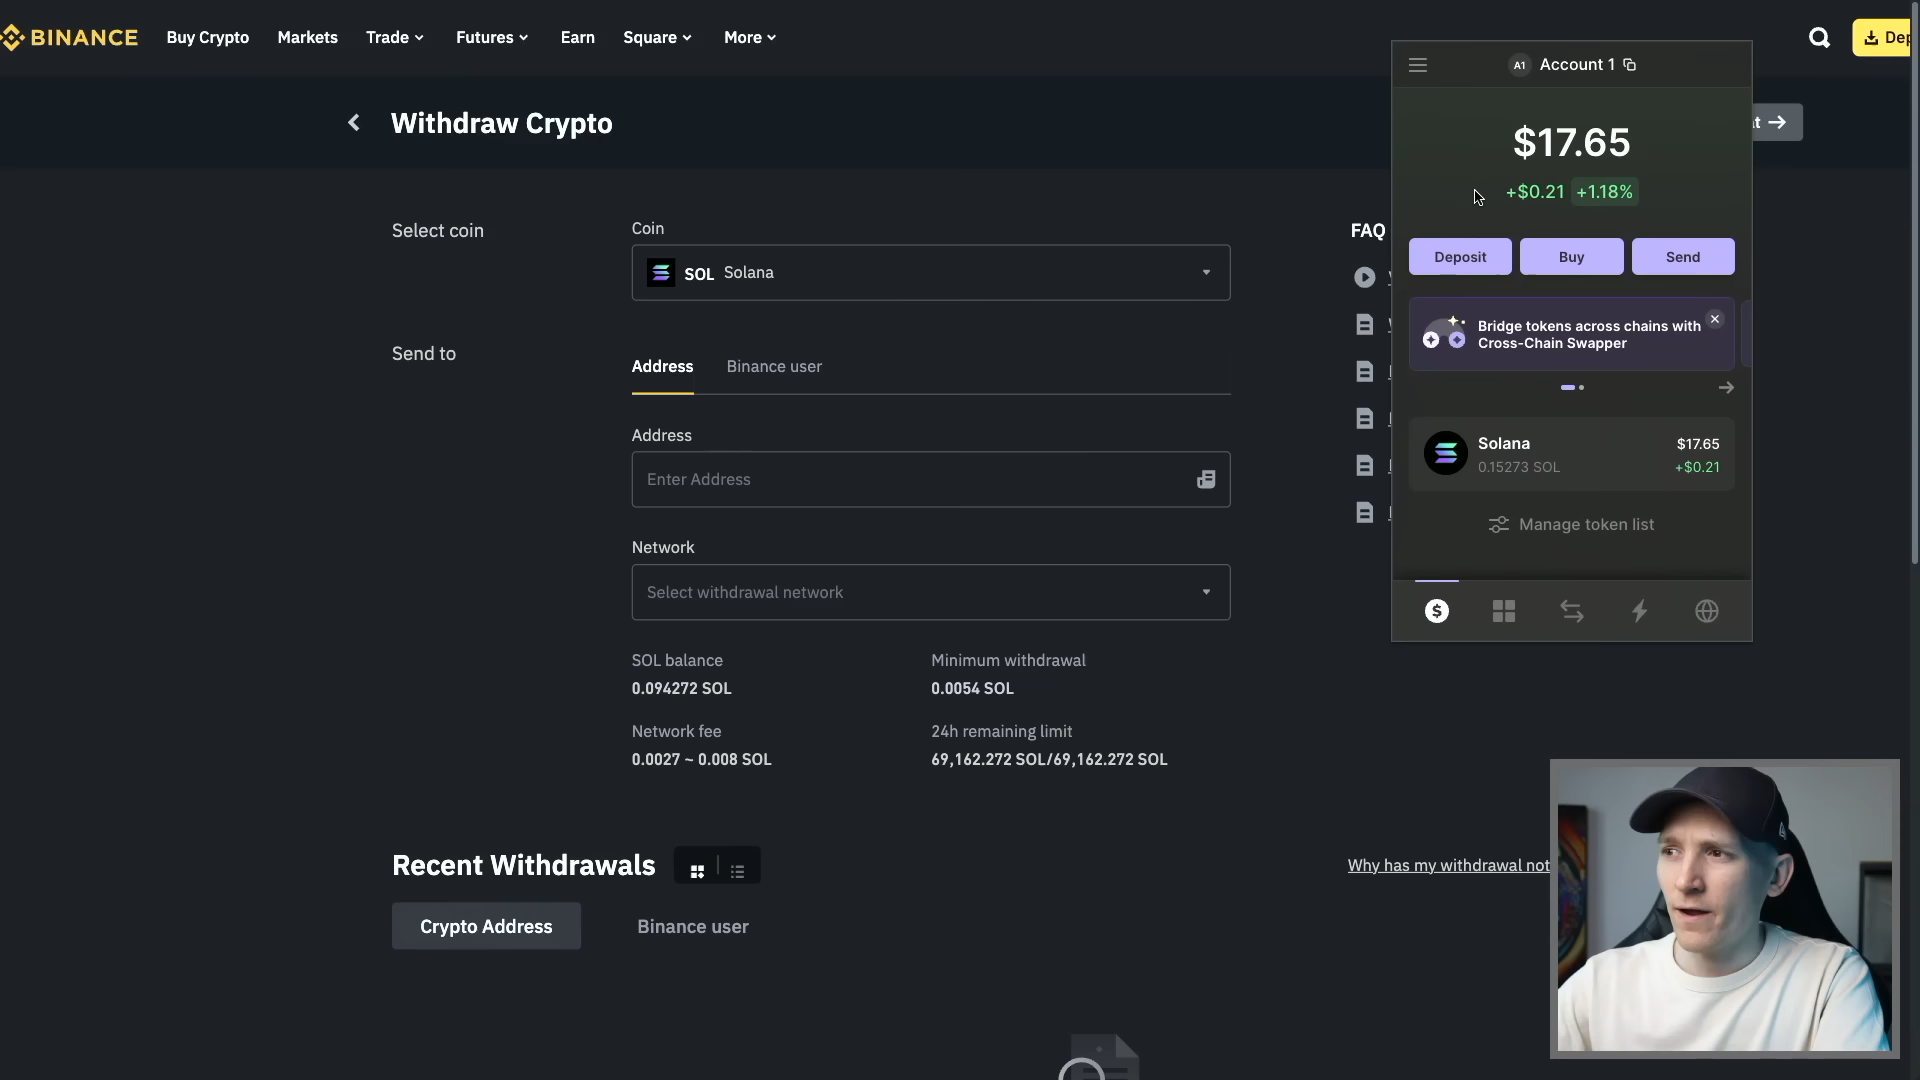 BINANCE
Buy Crypto
Markets
Trade
Futures
Earn
Square
More
Withdraw Crypto
Select coin
Coin
SOL Solana
Send to
Address
Binance user
Address
Enter Address
Network
Select withdrawal network
SOL balance
0.094272 SOL
Minimum withdrawal
0.0054 SOL
Network fee
0.0027 ~ 0.008 SOL
24h remaining limit
69,162.272 SOL/69,162.272 SOL
Recent Withdrawals
Crypto Address
Binance user
FAQ
Why has my withdrawal not
A1 Account 1
$17.65
+$0.21 +1.18%
Deposit
Buy
Send
Bridge tokens across chains with
Cross-Chain Swapper
Solana
$17.65
0.15273 SOL
+$0.21
Manage token list